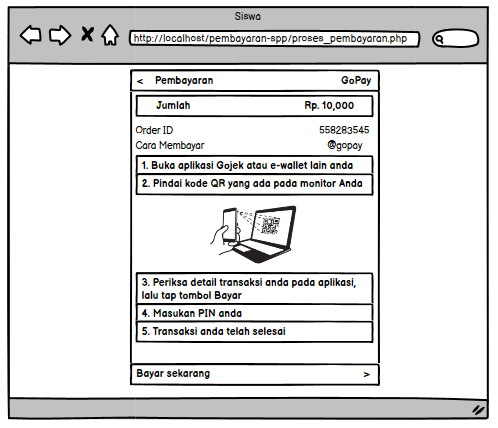 Siswa
http://localhost/pembayaran-spp/proses_pembayaran.php
< Pembayaran GoPay
Jumlah Rp. 10,000
Order ID 558283545
Cara Membayar @gopay
1. Buka aplikasi Gojek atau e-wallet lain anda
2. Pindai kode QR yang ada pada monitor Anda
3. Periksa detail transaksi anda pada aplikasi,
lalu tap tombol Bayar
4. Masukan PIN anda
5. Transaksi anda telah selesai
Bayar sekarang >